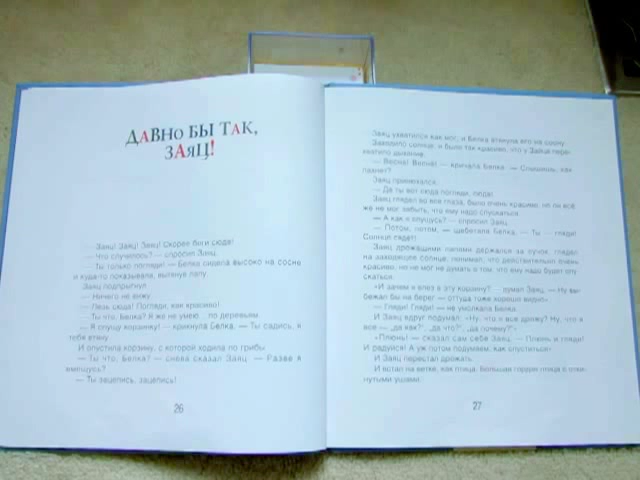 ДАВНО БЫ ТАК,
ЗАЯЦ!
— Заяц! Заяц! Заяц! Скорее беги сюда!
— Что случилось? — спросил Заяц.
— Ты только погляди! — Белка сидела высоко на сосне
и куда-то показывала, вытянув лапу.
Заяц подпрыгнул.
— Ничего не вижу.
— Лезь сюда! Погляди, как красиво!
— Ты что, Белка? Я же не умею... по деревьям.
— Я спущу корзинку! — крикнула Белка. — Ты садись, я
тебя втяну.
И опустила корзину, с которой ходила по грибы.
— Ты что, Белка? — снова сказал Заяц. — Разве я
умещусь?
— Ты зацепись, зацепись!
26
Заяц ухватился как мог, и Белка втянула его на сосну.
Заходило солнце, и было так красиво, что у Зайца пере-
хватило дыхание.
— Весна! Весна! — кричала Белка. — Слышишь, как
пахнет?
Заяц принюхался.
— Да ты вот сюда погляди, сюда!
Заяц глядел во все глаза, было очень красиво, но он всё
же не мог забыть, что ему надо спускаться.
— А как я спущусь? — спросил Заяц.
— Потом, потом, — щебетала Белка. — Ты — гляди!
Солнце глядит!
Заяц дрожащими лапами держался за сучок, глядел
на заходящее солнце, понимал, что действительно очень
красиво, но не мог не думать о том, что ему надо будет спу-
скаться.
«И зачем я влез в эту корзину? — думал Заяц. — Ну вы-
бежал бы на берег — оттуда тоже хорошо видно».
— Гляди! Гляди! — не умолкала Белка.
И Заяц вдруг подумал: «Ну что я всё дрожу? Ну, что я
всё — „да как?", „да что?", „да почему?"»
«Плюнь! — сказал сам себе Заяц. — Плюнь и гляди!
И радуйся! А уж потом подумаем, как спуститься».
И Заяц перестал дрожать.
И встал на ветке, как птица. Большая гордая птица с отки-
нутыми ушами.
27